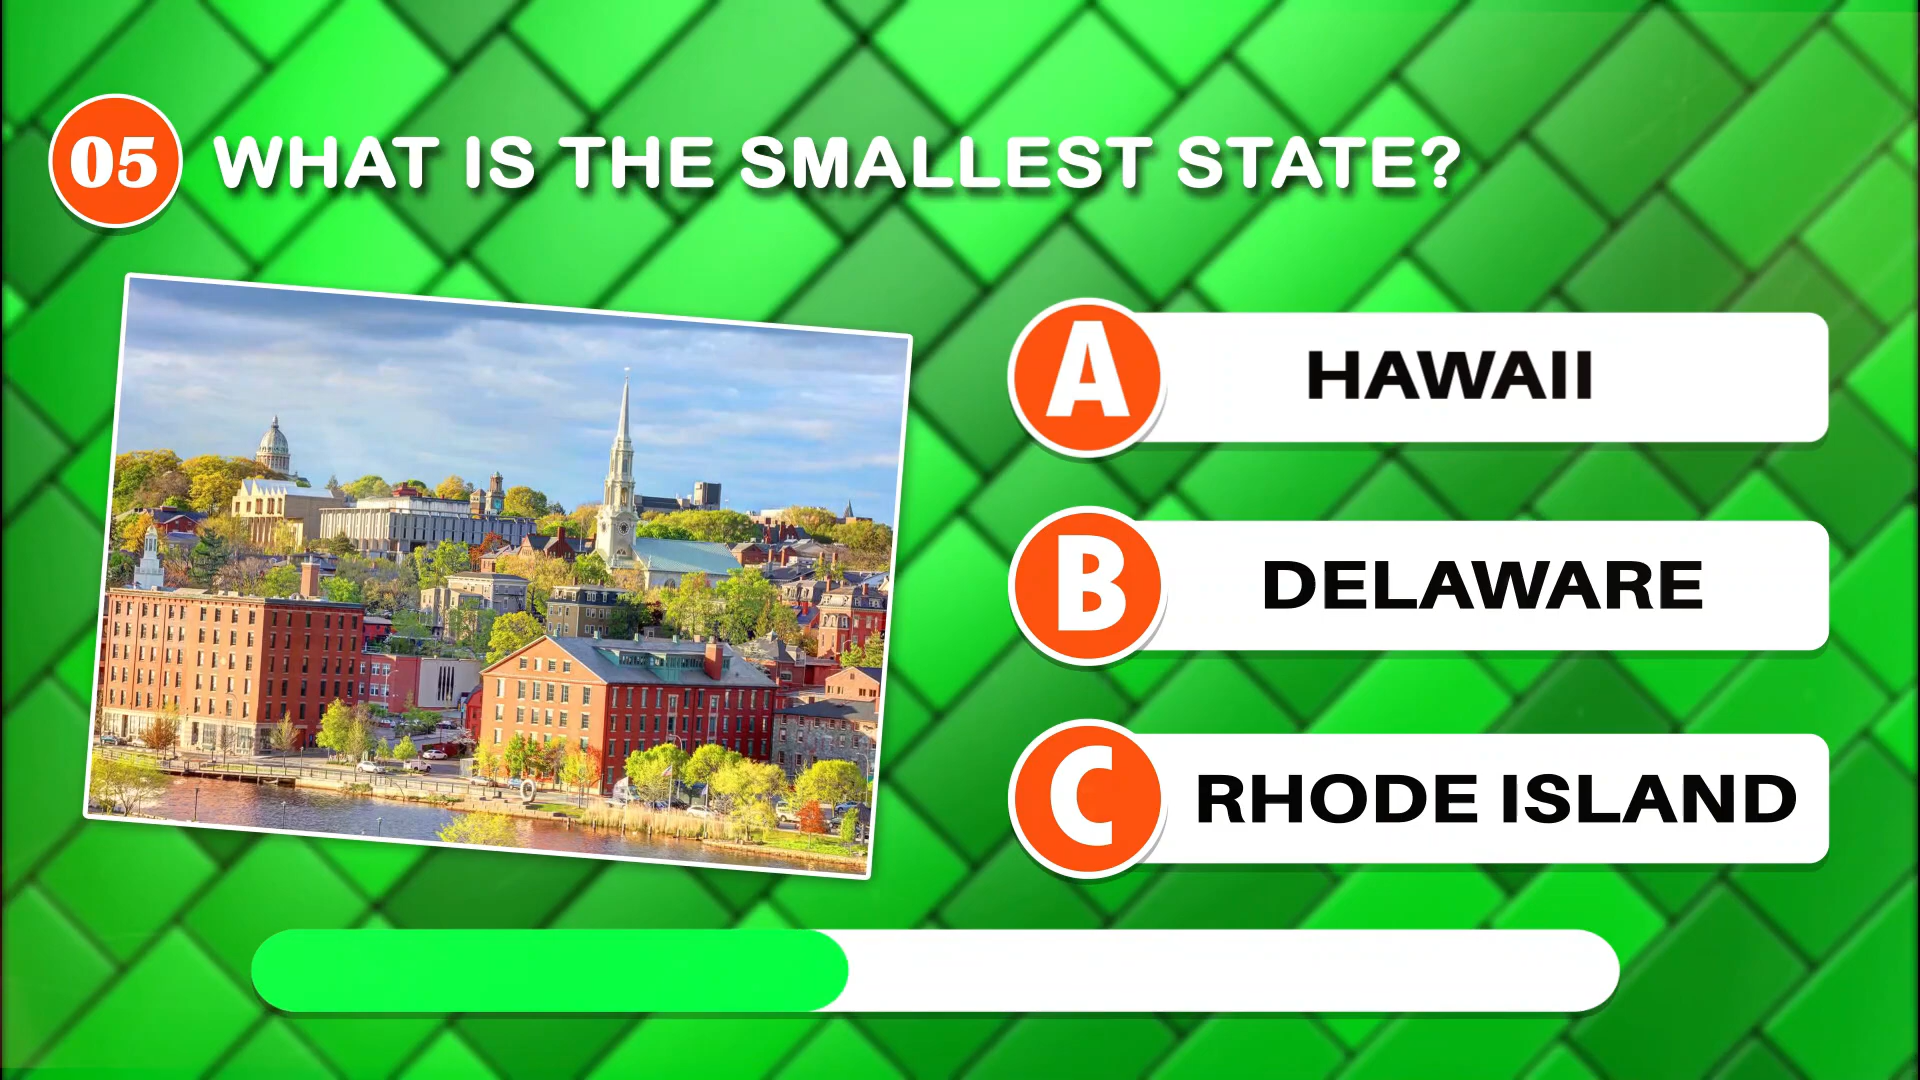 05 WHAT IS THE SMALLEST STATE?
A HAWAII
B DELAWARE
C RHODE ISLAND